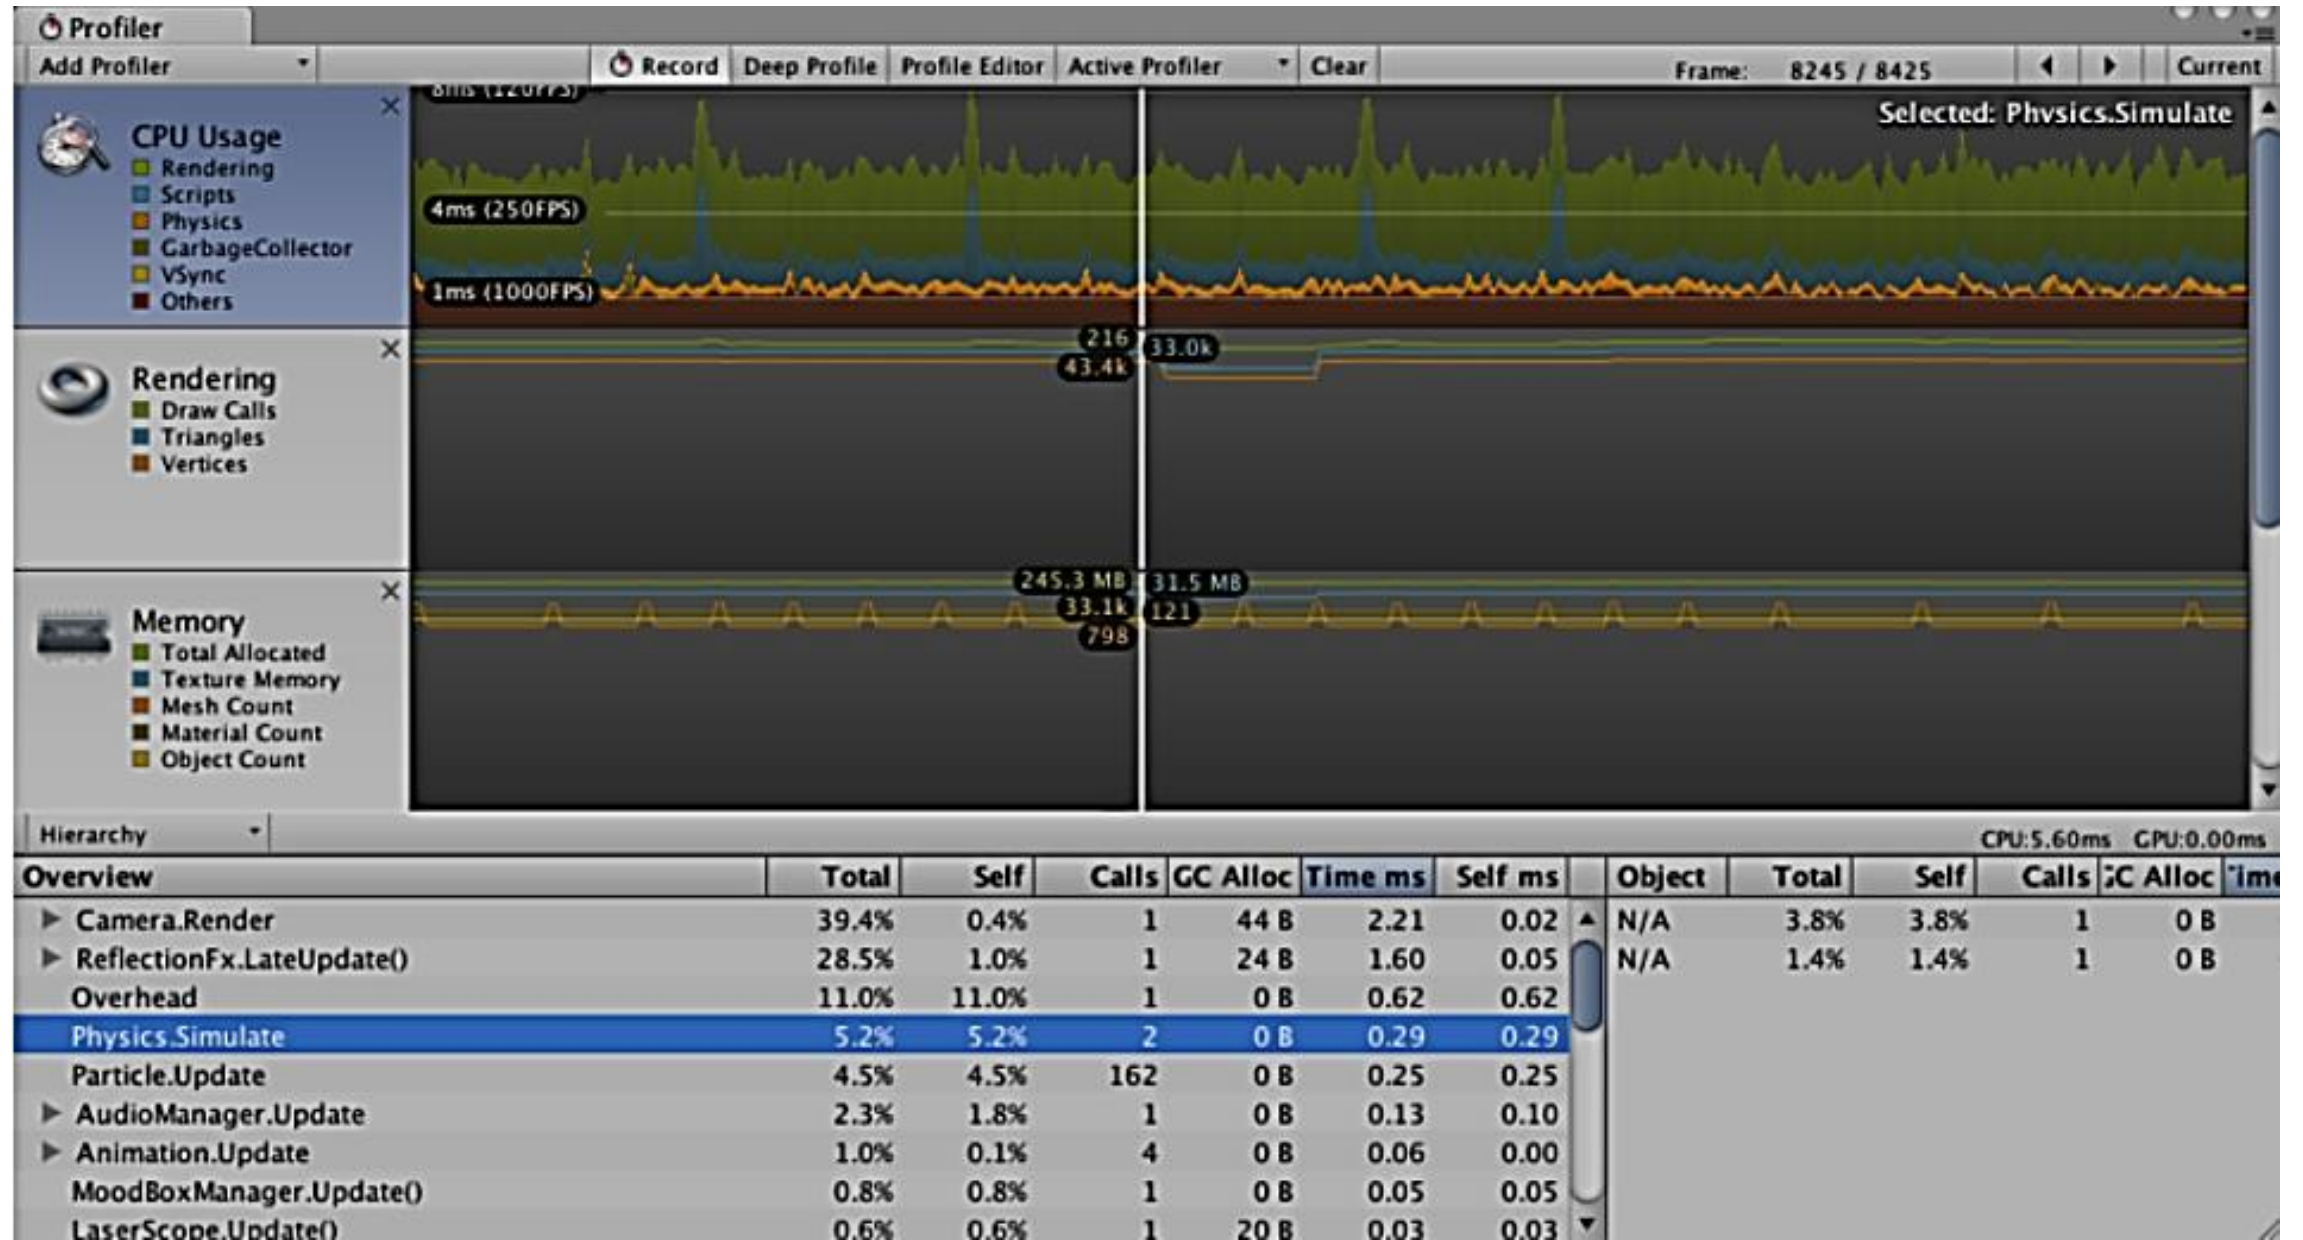 Profiler
Add Profiler Record Deep Profile Profile Editor Active Profiler Clear Frame: 8245 / 8425 Current
CPU Usage
Rendering
Scripts
Physics
GarbageCollector
VSync
Others
8ms (120FPS)
4ms (250FPS)
1ms (1000FPS)
Selected: Physics.Simulate
Rendering
Draw Calls
Triangles
Vertices
216
33.0k
43.4k
Memory
Total Allocated
Texture Memory
Mesh Count
Material Count
Object Count
245.3 MB 31.5 MB
33.1k 121
798
Hierarchy CPU:5.60ms GPU:0.00ms
Overview Total Self Calls GC Alloc Time ms Self ms Object Total Self Calls GC Alloc Time
Camera.Render 39.4% 0.4% 1 44 B 2.21 0.02 N/A 3.8% 3.8% 1 0 B
ReflectionFx.LateUpdate() 28.5% 1.0% 1 24 B 1.60 0.05 N/A 1.4% 1.4% 1 0 B
Overhead 11.0% 11.0% 1 0 B 0.62 0.62
Physics.Simulate 5.2% 5.2% 2 0 B 0.29 0.29
Particle.Update 4.5% 4.5% 162 0 B 0.25 0.25
AudioManager.Update 2.3% 1.8% 1 0 B 0.13 0.10
Animation.Update 1.0% 0.1% 4 0 B 0.06 0.00
MoodBoxManager.Update() 0.8% 0.8% 1 0 B 0.05 0.05
LaserScope.Update() 0.6% 0.6% 1 20 B 0.03 0.03